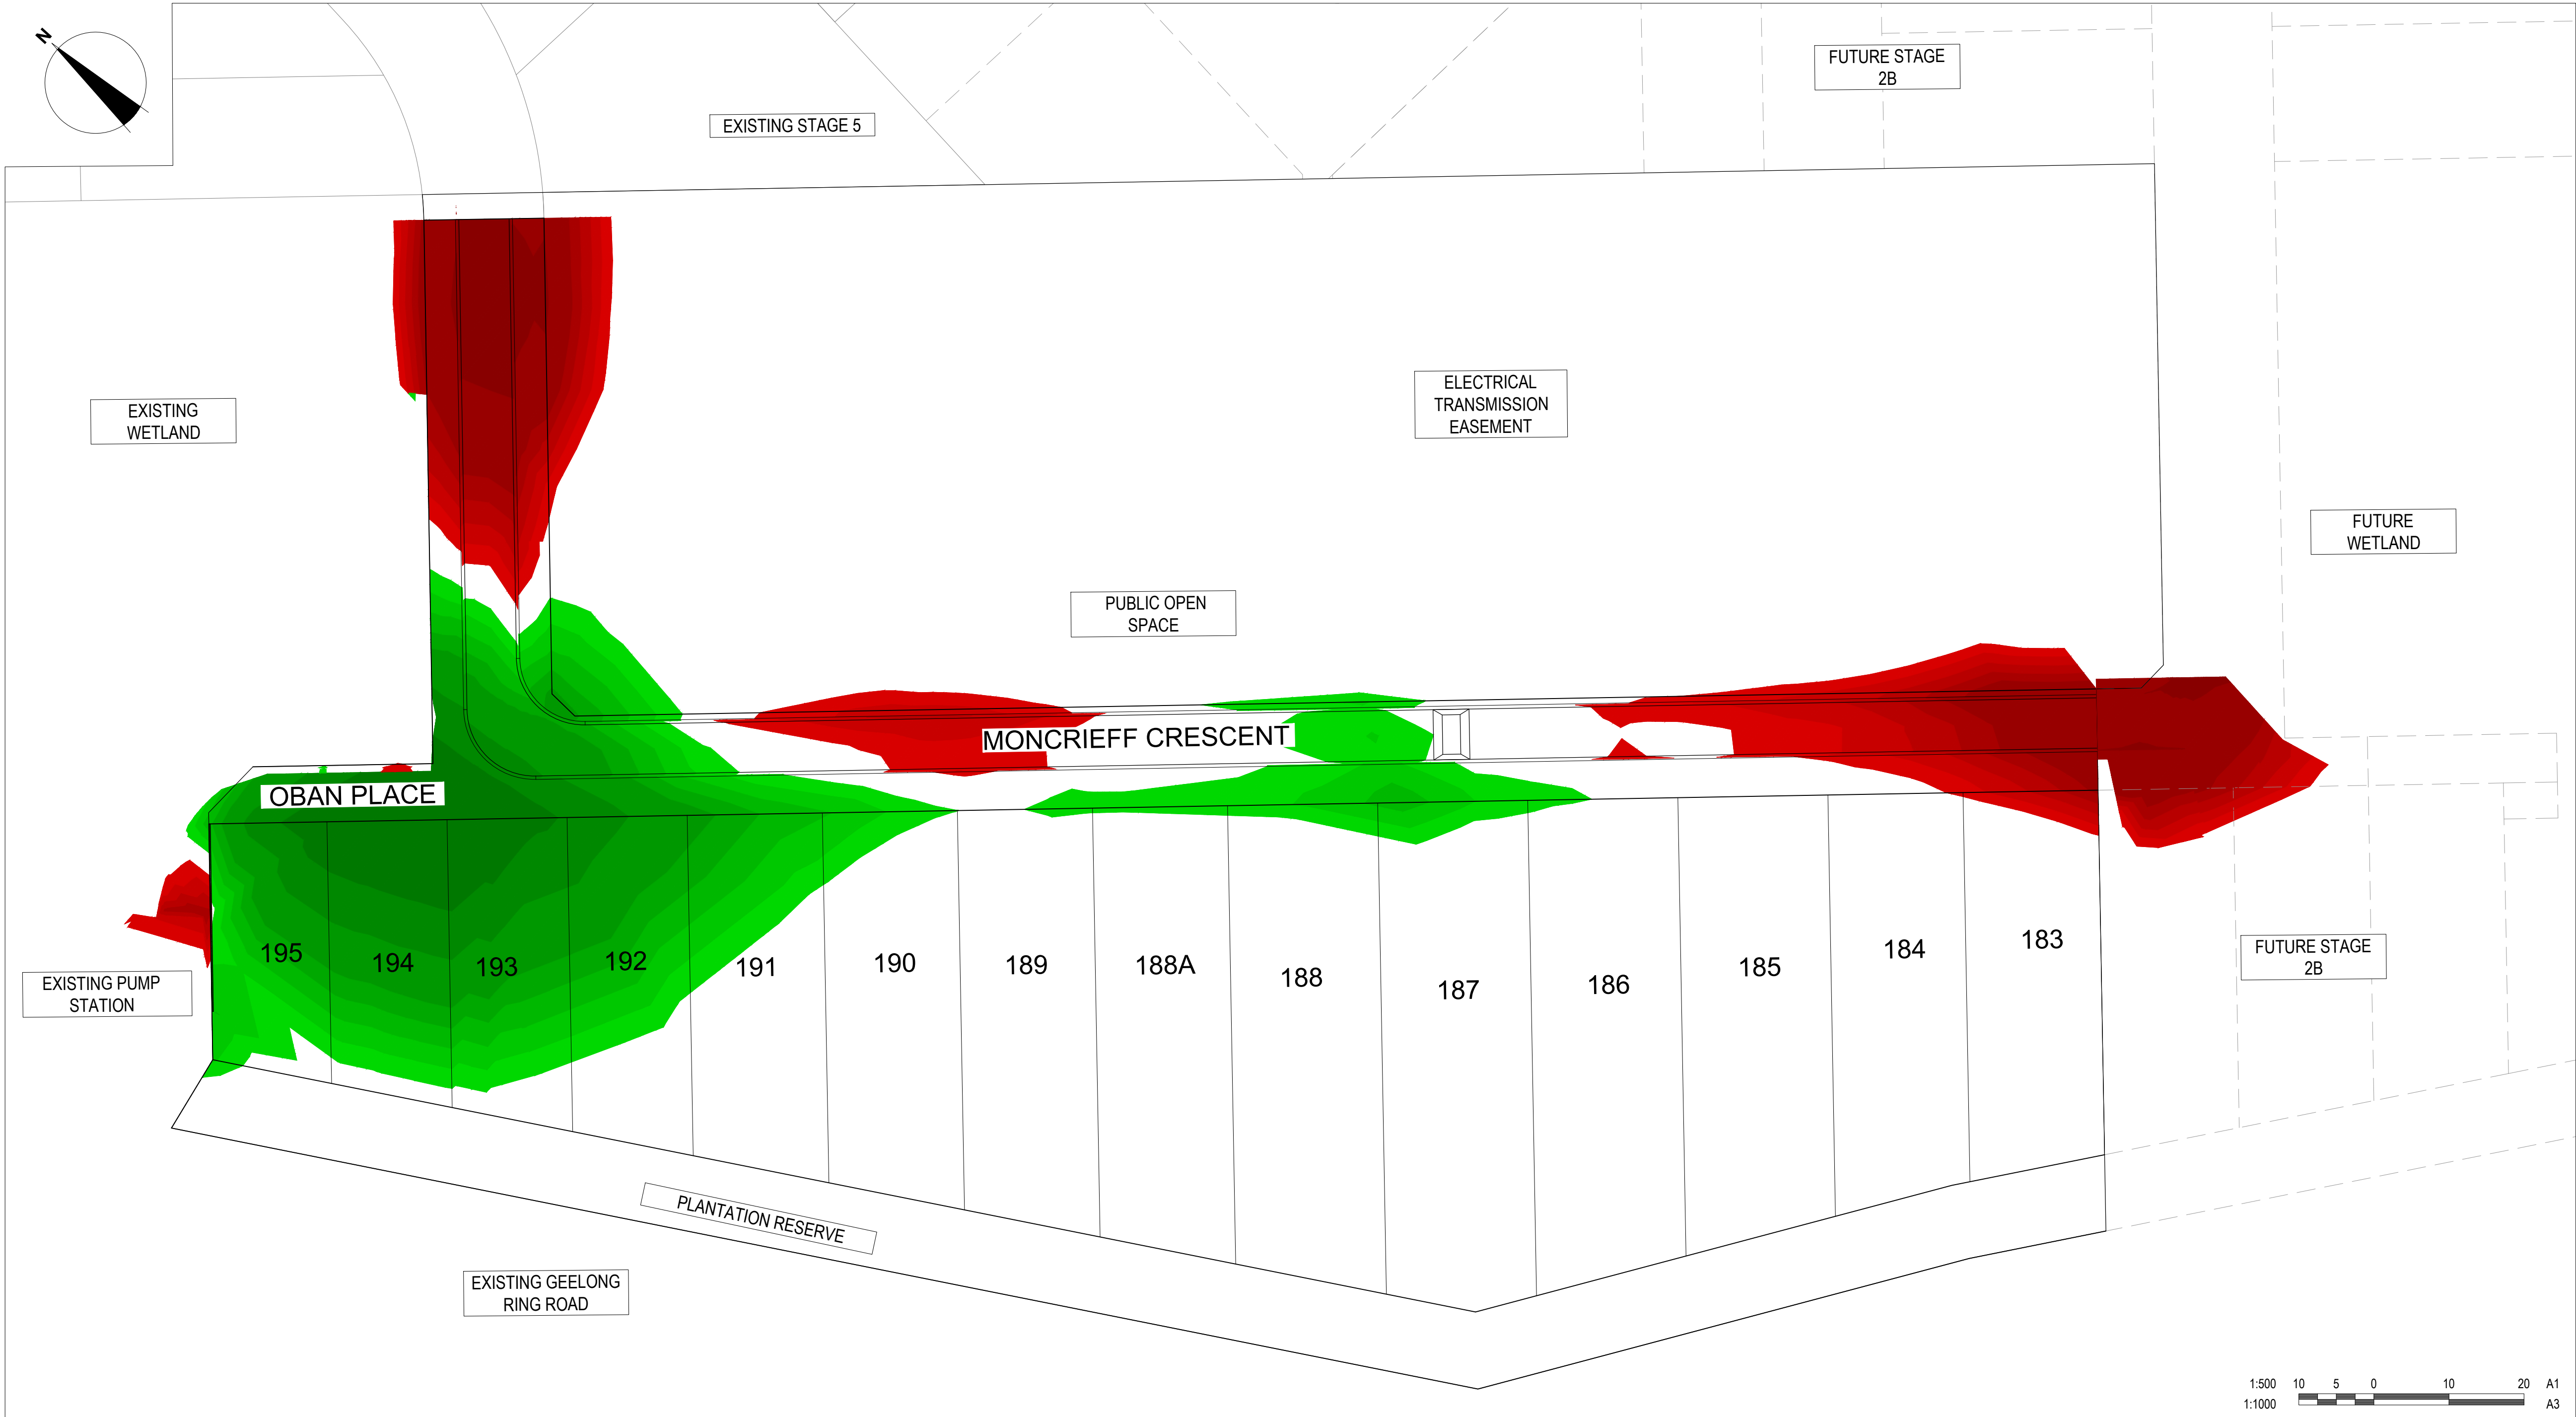 N
FUTURE STAGE
2B
EXISTING STAGE 5
EXISTING
WETLAND
ELECTRICAL
TRANSMISSION
EASEMENT
FUTURE
WETLAND
PUBLIC OPEN
SPACE
MONCRIEFF CRESCENT
OBAN PLACE
195
194
193
192
191
190
189
188A
188
187
186
185
184
183
EXISTING PUMP
STATION
FUTURE STAGE
2B
PLANTATION RESERVE
EXISTING GEELONG
RING ROAD
1:500 10 5 0 10 20 A1
1:1000 A3